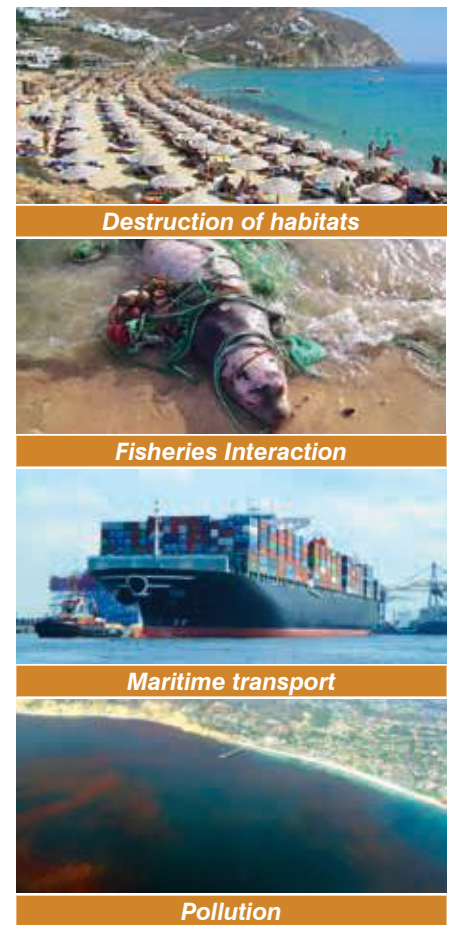 Destruction of habitats
Fisheries Interaction
Maritime transport
Pollution